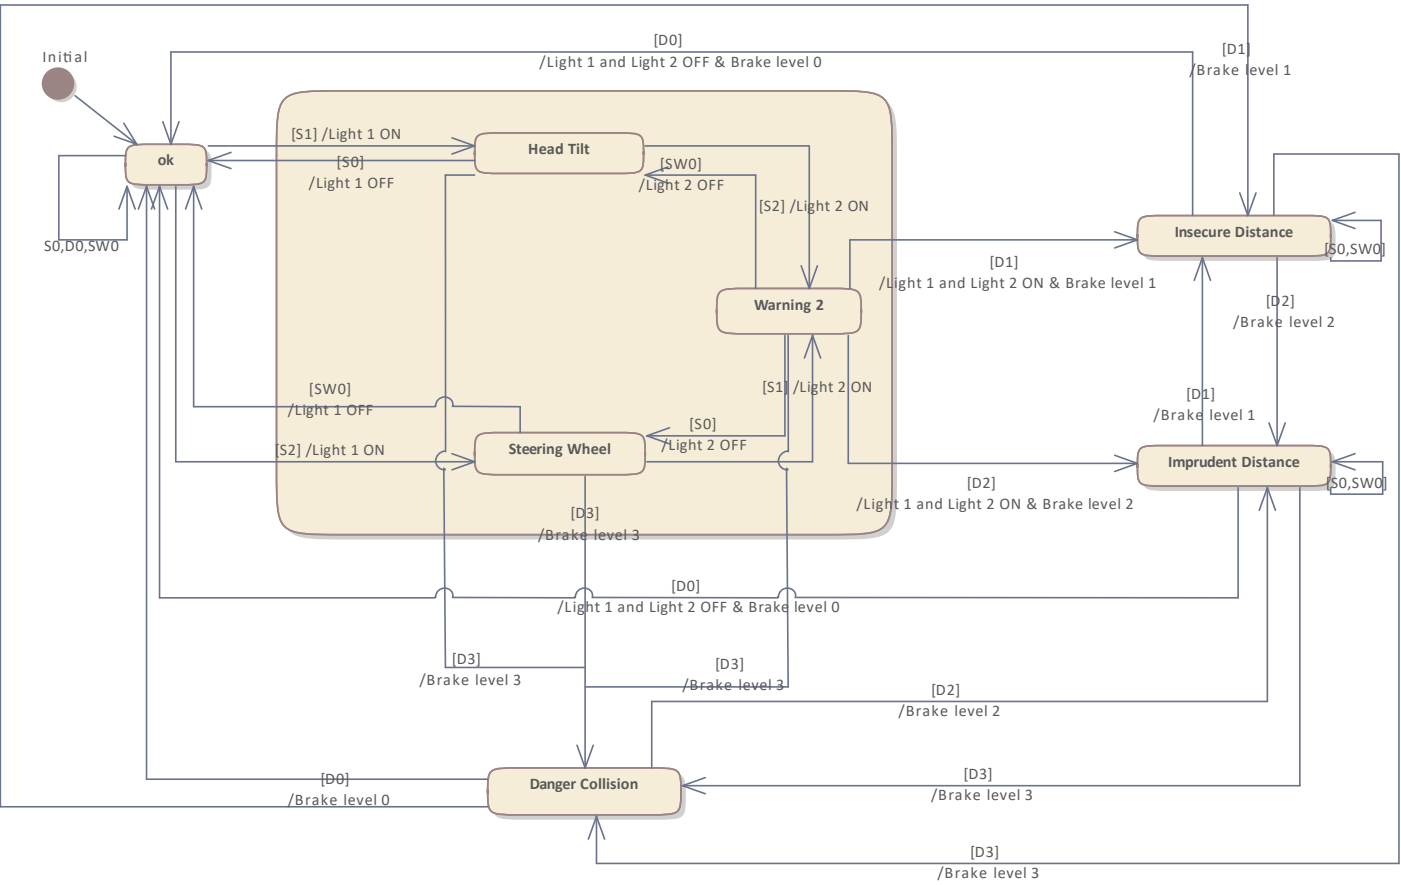 [D0]
/Light 1 and Light 2 OFF & Brake level 0
[D1]
/Brake level 1
Initial
[S1] /Light 1 ON
Head Tilt
ok
[S0]
/Light 1 OFF
[SW0]
/Light 2 OFF
[S2] /Light 2 ON
S0,D0,SW0
Insecure Distance
[S0,SW0]
[D1]
/Light 1 and Light 2 ON & Brake level 1
Warning 2
[D2]
/Brake level 2
[S1] /Light 2 ON
[SW0]
/Light 1 OFF
[D1]
/Brake level 1
[S0]
/Light 2 OFF
[S2] /Light 1 ON
Steering Wheel
Imprudent Distance
[S0,SW0]
[D2]
/Light 1 and Light 2 ON & Brake level 2
[D3]
/Brake level 3
[D0]
/Light 1 and Light 2 OFF & Brake level 0
[D3]
/Brake level 3
[D3]
/Brake level 3
[D2]
/Brake level 2
[D0]
/Brake level 0
Danger Collision
[D3]
/Brake level 3
[D3]
/Brake level 3